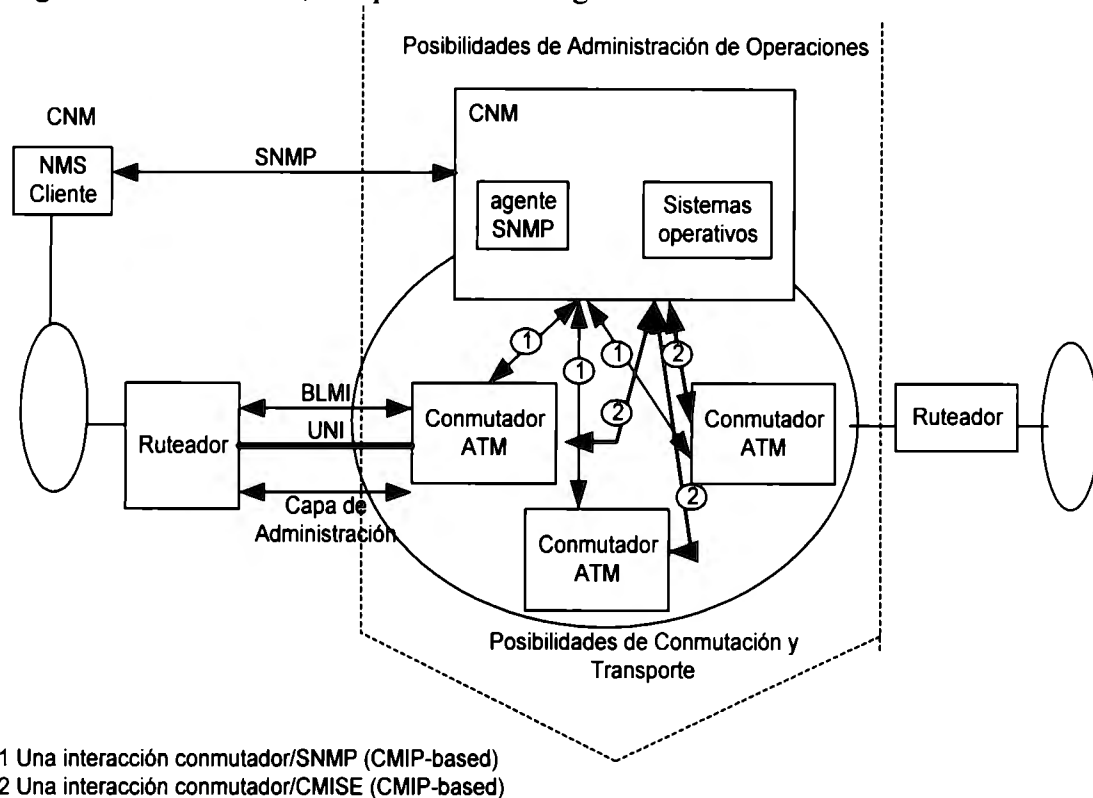 Posibilidades de Administración de Operaciones
CNM
NMS
Cliente
SNMP
CNM
agente
SNMP
Sistemas
operativos
1
1
1
2
2
2
BLMI
UNI
Capa de
Administración
Ruteador
Conmutador
ATM
Conmutador
ATM
Conmutador
ATM
Ruteador
Posibilidades de Conmutación y
Transporte
1 Una interacción conmutador/SNMP (CMIP-based)
2 Una interacción conmutador/CMISE (CMIP-based)